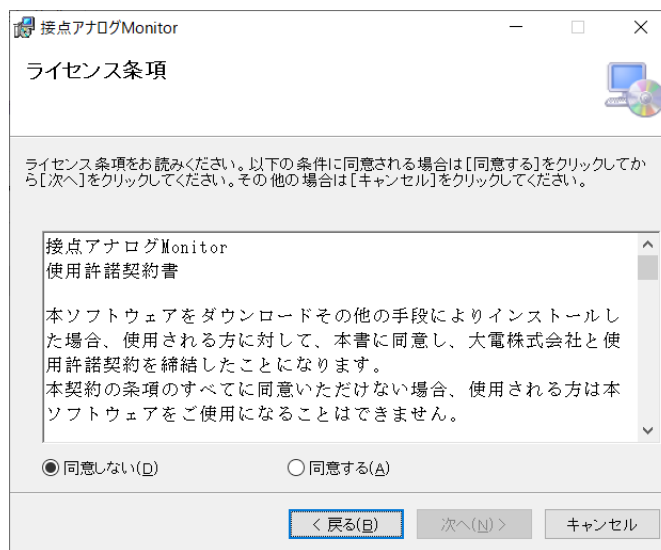 接点アナログMonitor
ライセンス条項
ライセンス条項をお読みください。以下の条件に同意される場合は[同意する]をクリックしてか
ら[次へ]をクリックしてください。その他の場合は[キャンセル]をクリックしてください。
接点アナログMonitor
使用許諾契約書
本ソフトウェアをダウンロードその他の手段によりインストールし
た場合、使用される方に対して、本書に同意し、大電株式会社と使
用許諾契約を締結したことになります。
本契約の条項のすべてに同意いただけない場合、使用される方は本
ソフトウェアをご使用になることはできません。
同意しない(D)
同意する(A)
< 戻る(B)
次へ(N) >
キャンセル